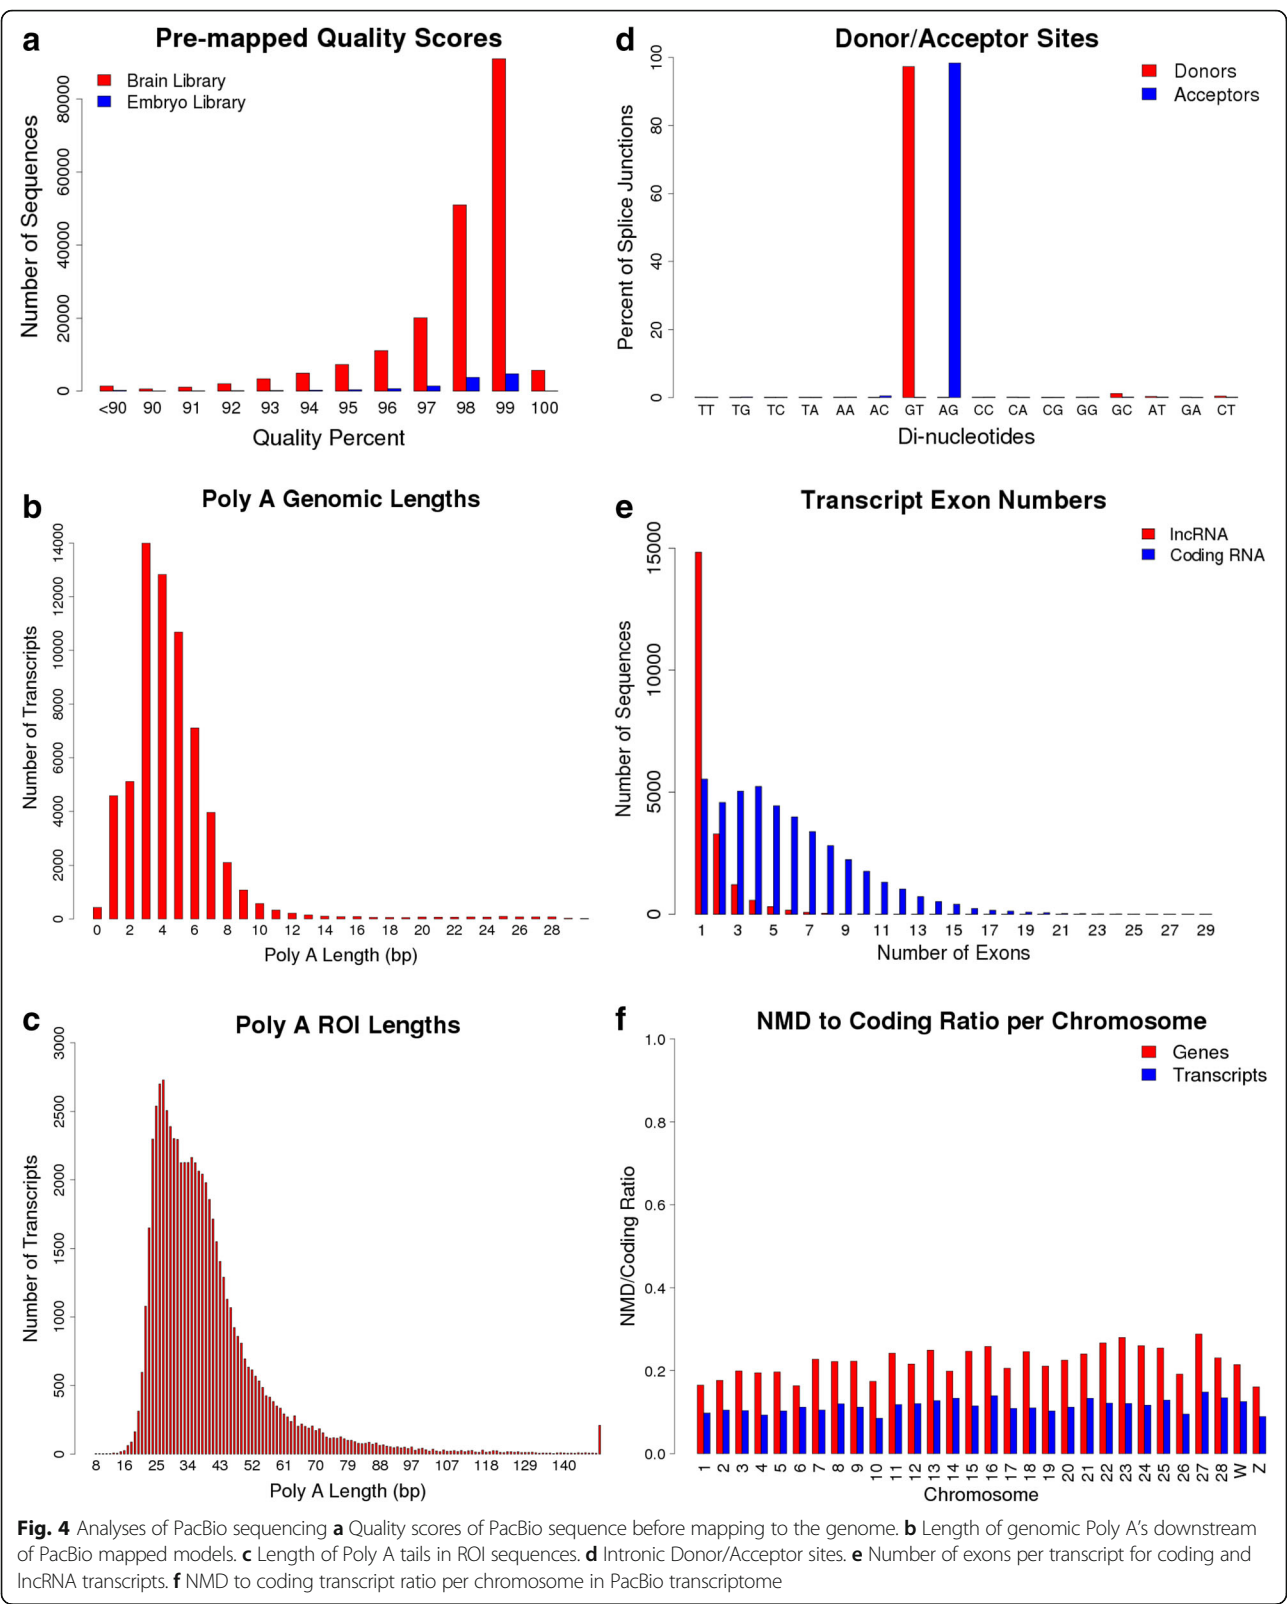 a
Pre-mapped Quality Scores
Brain Library
Embryo Library
Number of Sequences
0
20000
40000
60000
80000
<90 90 91 92 93 94 95 96 97 98 99 100
Quality Percent
d
Donor/Acceptor Sites
Donors
Acceptors
Percent of Splice Junctions
0
20
40
60
80
100
TT TG TC TA AA AC GT AG CC CA CG GG GC AT GA CT
Di-nucleotides
b
Poly A Genomic Lengths
Number of Transcripts
0
2000
4000
6000
8000
10000
12000
14000
0 2 4 6 8 10 12 14 16 18 20 22 24 26 28
Poly A Length (bp)
e
Transcript Exon Numbers
lncRNA
Coding RNA
Number of Sequences
0
5000
10000
15000
1 3 5 7 9 11 13 15 17 19 21 23 25 27 29
Number of Exons
c
Poly A ROI Lengths
Number of Transcripts
0
500
1000
1500
2000
2500
3000
8 16 25 34 43 52 61 70 79 88 97 107 118 129 140
Poly A Length (bp)
f
NMD to Coding Ratio per Chromosome
Genes
Transcripts
NMD/Coding Ratio
0.0
0.2
0.4
0.6
0.8
1.0
1 2 3 4 5 6 7 8 9 10 11 12 13 14 15 16 17 18 19 20 21 22 23 24 25 26 27 28 W Z
Chromosome
Fig. 4 Analyses of PacBio sequencing a Quality scores of PacBio sequence before mapping to the genome. b Length of genomic Poly A's downstream
of PacBio mapped models. c Length of Poly A tails in ROI sequences. d Intronic Donor/Acceptor sites. e Number of exons per transcript for coding and
lncRNA transcripts. f NMD to coding transcript ratio per chromosome in PacBio transcriptome